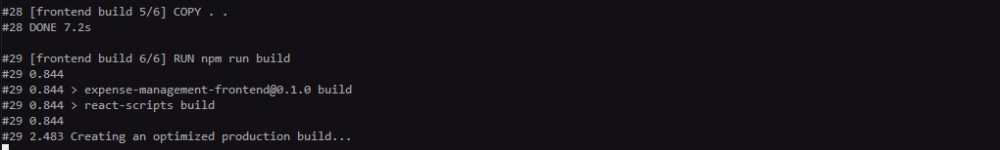 #28 [frontend build 5/6] COPY . .
#28 DONE 7.2s
#29 [frontend build 6/6] RUN npm run build
#29 0.844
#29 0.844 > expense-management-frontend@0.1.0 build
#29 0.844 > react-scripts build
#29 0.844
#29 2.483 Creating an optimized production build...